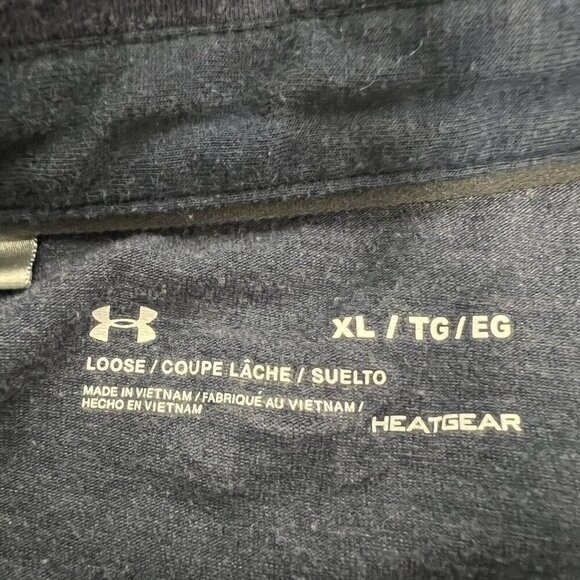 XL / TG / EG
LOOSE / COUPE LÂCHE / SUELTO
MADE IN VIETNAM / FABRIQUÉ AU VIETNAM /
HECHO EN VIETNAM
HEATGEAR